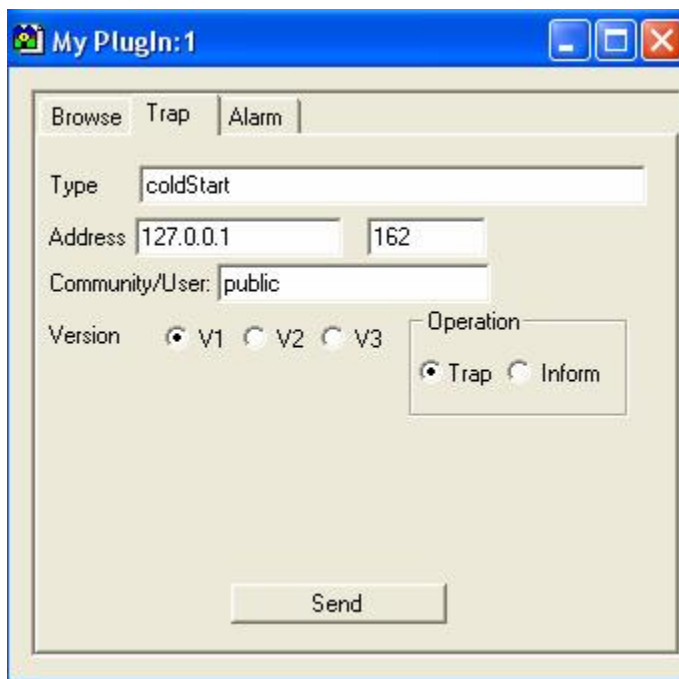 My PlugIn:1
Browse Trap Alarm
Type coldStart
Address 127.0.0.1 162
Community/User: public
Operation
Version V1 V2 V3
Trap Inform
Send